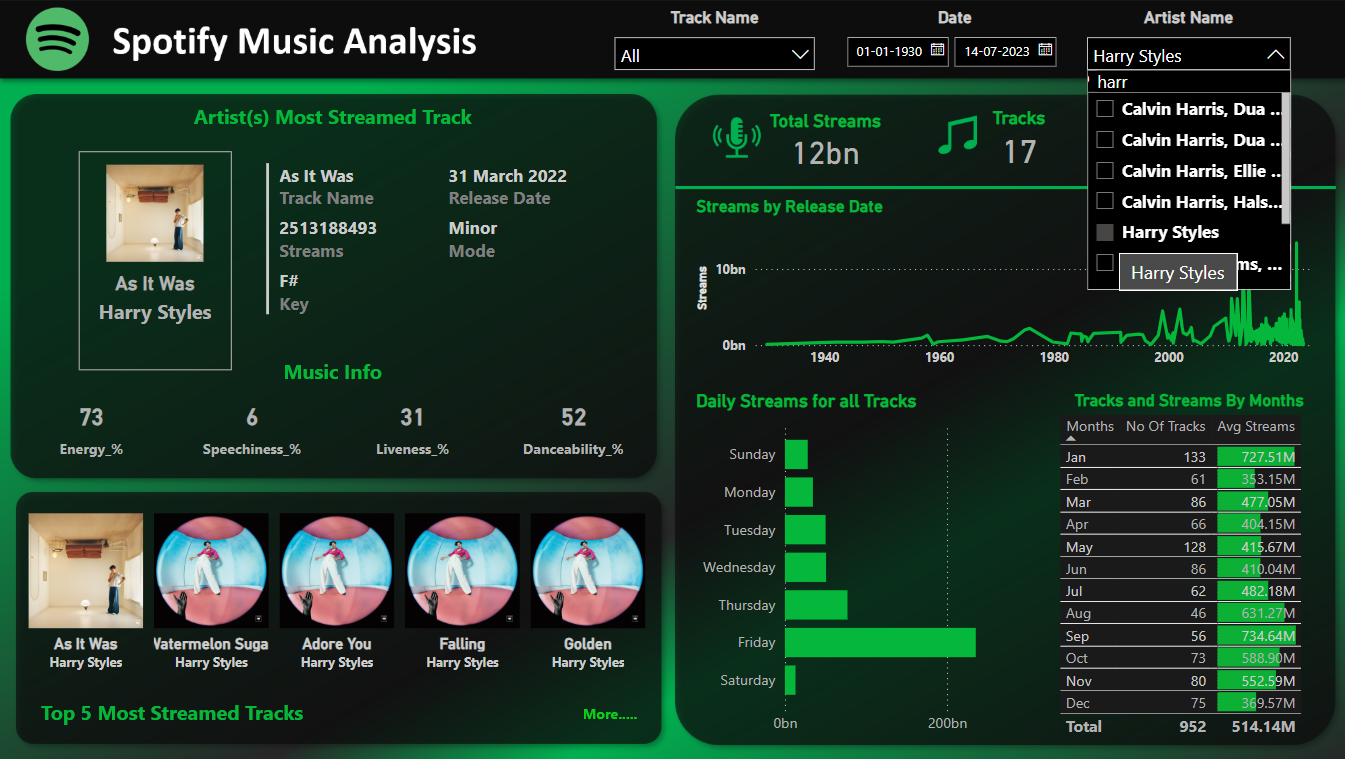 Spotify Music Analysis
Track Name
All
Date
01-01-1930
14-07-2023
Artist Name
Harry Styles
harr
Calvin Harris, Dua ...
Calvin Harris, Dua ...
Calvin Harris, Ellie ...
Calvin Harris, Hals...
Harry Styles
ms, ...
Harry Styles
Artist(s) Most Streamed Track
As It Was
Harry Styles
As It Was
Track Name
31 March 2022
Release Date
2513188493
Streams
Minor
Mode
F#
Key
Music Info
73
Energy_%
6
Speechiness_%
31
Liveness_%
52
Danceability_%
As It Was
Harry Styles
Watermelon Suga
Harry Styles
Adore You
Harry Styles
Falling
Harry Styles
Golden
Harry Styles
Top 5 Most Streamed Tracks
More.....
Total Streams
12bn
Tracks
17
Streams by Release Date
Streams
10bn
0bn
1940 1960 1980 2000 2020
Daily Streams for all Tracks
Sunday
Monday
Tuesday
Wednesday
Thursday
Friday
Saturday
0bn 200bn
Tracks and Streams By Months
Months No Of Tracks Avg Streams
Jan 133 727.51M
Feb 61 353.15M
Mar 86 477.05M
Apr 66 404.15M
May 128 415.67M
Jun 86 410.04M
Jul 62 482.18M
Aug 46 631.27M
Sep 56 734.64M
Oct 73 588.90M
Nov 80 552.59M
Dec 75 369.57M
Total 952 514.14M